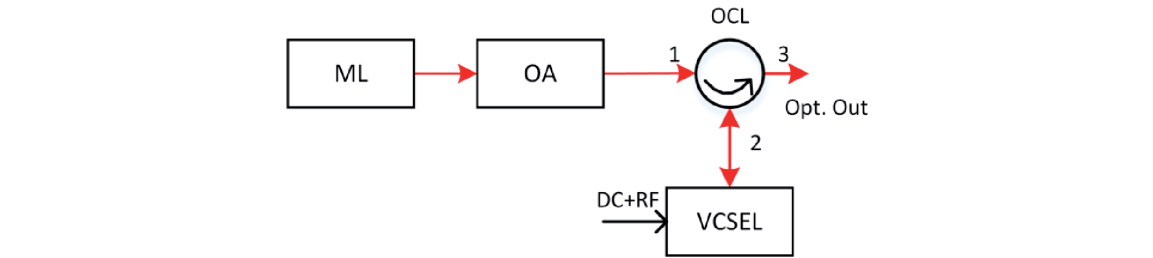 OCL
ML
OA
1
3
Opt. Out
2
DC+RF
VCSEL